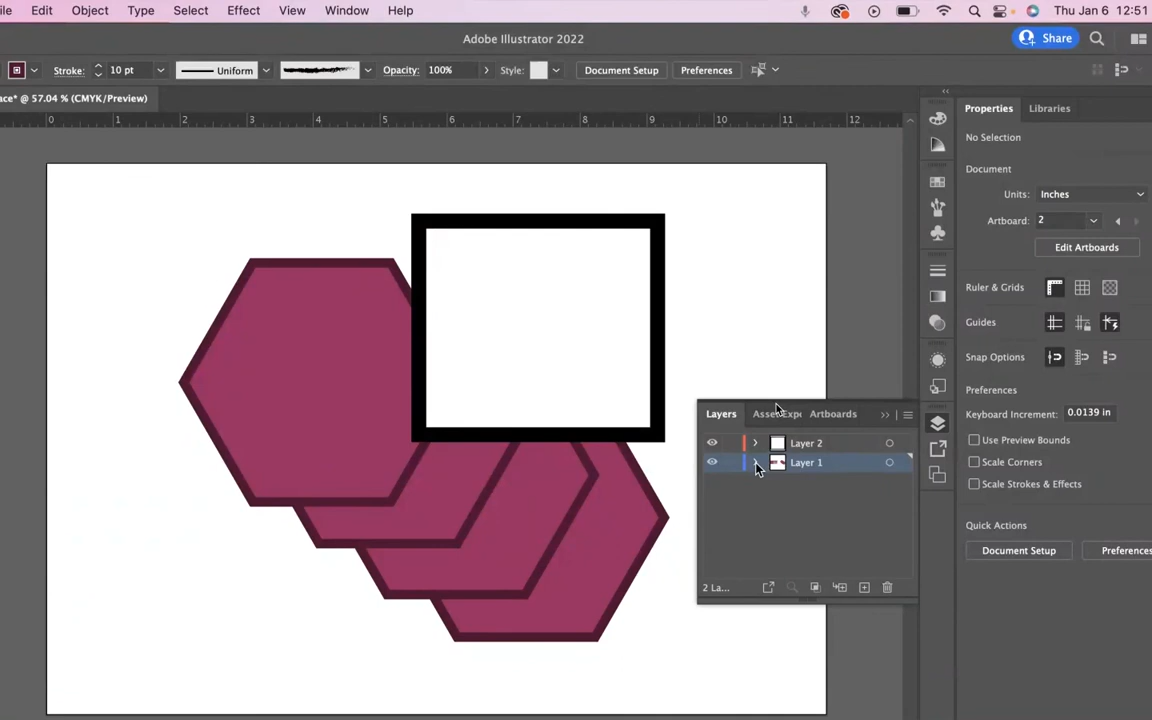 ile Edit Object Type Select Effect View Window Help Thu Jan 6 12:51
Adobe Illustrator 2022 Share
Stroke: 10 pt Uniform Opacity: 100% Style: Document Setup Preferences
ace* @ 57.04 % (CMYK/Preview)
0 1 2 3 4 5 6 7 8 9 10 11 12
Properties Libraries
No Selection
Document
Units: Inches
Artboard: 2
Edit Artboards
Ruler & Grids
Guides
Snap Options
Preferences
Keyboard Increment: 0.0139 in
Use Preview Bounds
Scale Corners
Scale Strokes & Effects
Quick Actions
Document Setup Preferences
Layers Asset Expo Artboards
Layer 2
Layer 1
2 La...